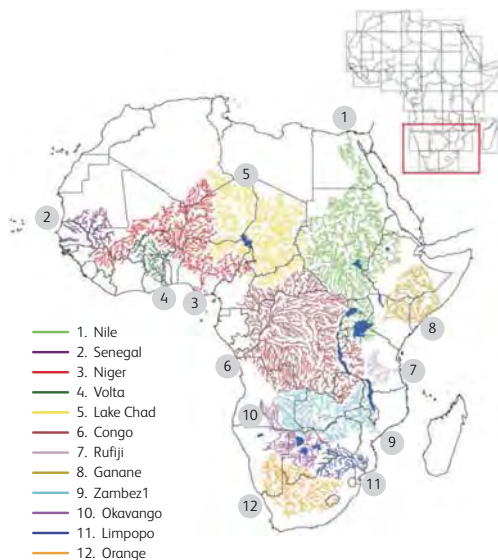 1
5
2
4
3
8
6
7
10
9
11
12
1. Nile
2. Senegal
3. Niger
4. Volta
5. Lake Chad
6. Congo
7. Rufiji
8. Ganane
9. Zambez1
10. Okavango
11. Limpopo
12. Orange